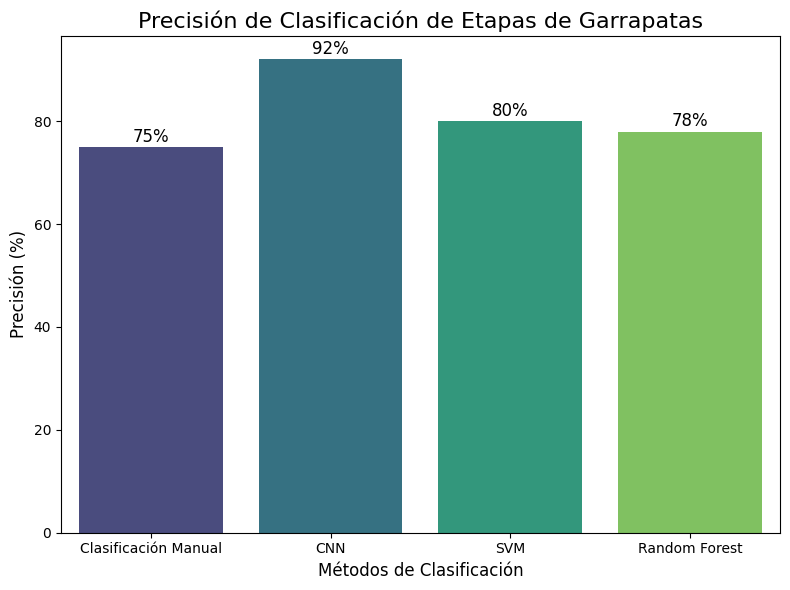 Precisión de Clasificación de Etapas de Garrapatas
92%
80%
78%
75%
80
60
40
20
0
Precisión (%)
Clasificación Manual
CNN
SVM
Random Forest
Métodos de Clasificación